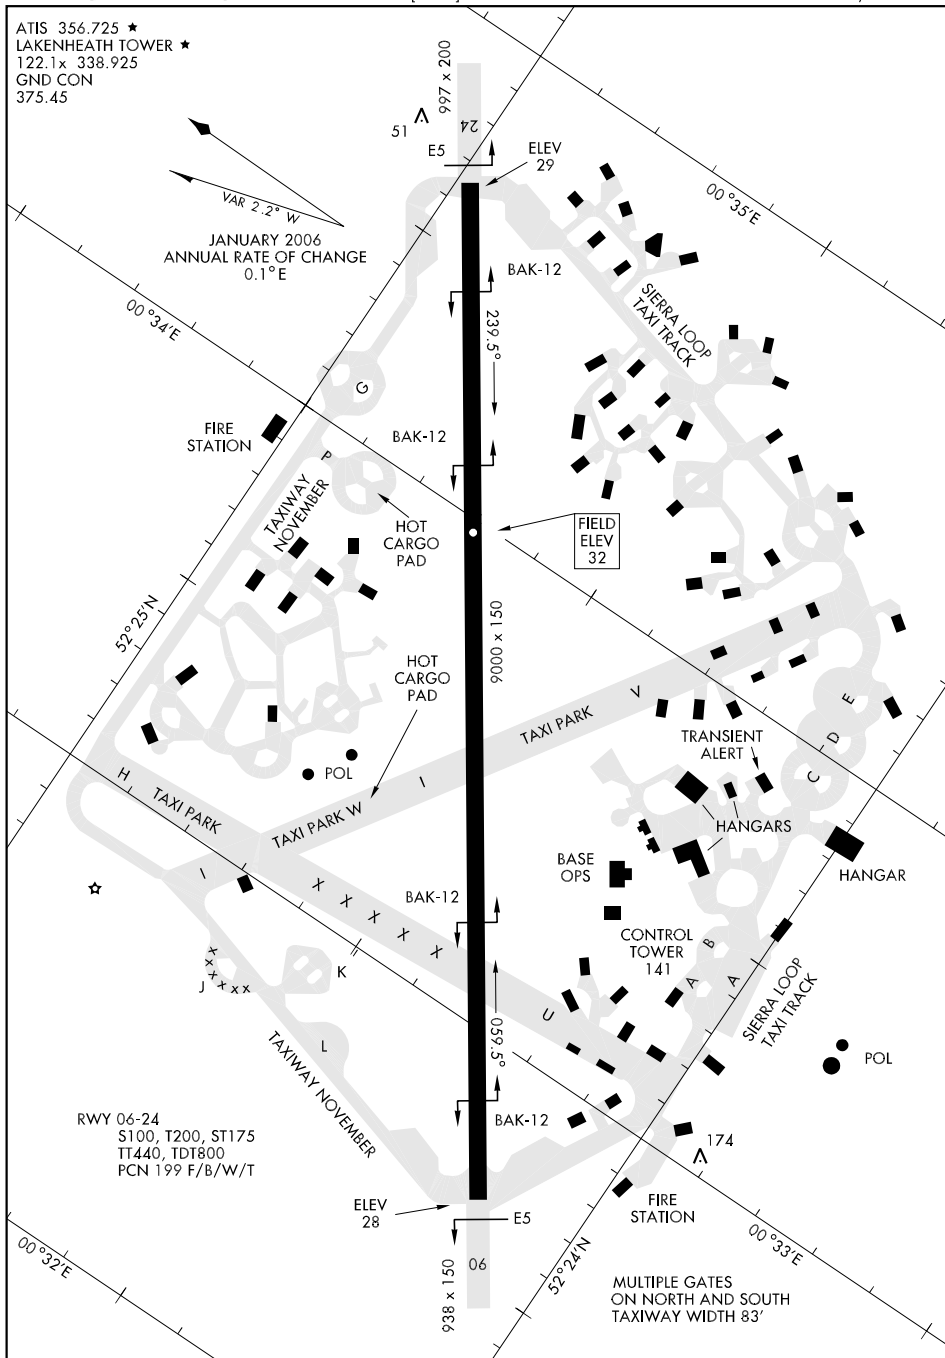 ATIS 356.725 ★
LAKENHEATH TOWER ★
122.1x 338.925
GND CON
375.45
997 x 200
51
24
E5
ELEV
29
VAR 2.2° W
JANUARY 2006
ANNUAL RATE OF CHANGE
0.1° E
00°35'E
BAK-12
SIERRA LOOP
TAXI TRACK
239.5°
00°34'E
G
FIRE
STATION
BAK-12
P
TAXIWAY
NOVEMBER
HOT
CARGO
PAD
FIELD
ELEV
32
52°25'N
9000 x 150
HOT
CARGO
PAD
V
TAXI PARK
E
D
C
TRANSIENT
ALERT
POL
H
TAXI PARK
I
TAXI PARK W
HANGARS
BASE
OPS
HANGAR
I
X X X X X
BAK-12
CONTROL
TOWER
141
B
A
A
K
J
x x x x x x x
U
SIERRA LOOP
TAXI TRACK
L
059.5°
POL
TAXIWAY NOVEMBER
RWY 06-24
S100, T200, ST175
TT440, TDT800
PCN 199 F/B/W/T
BAK-12
174
ELEV
28
E5
FIRE
STATION
00°32'E
938 x 150
06
52°24'N
00°33'E
MULTIPLE GATES
ON NORTH AND SOUTH
TAXIWAY WIDTH 83'